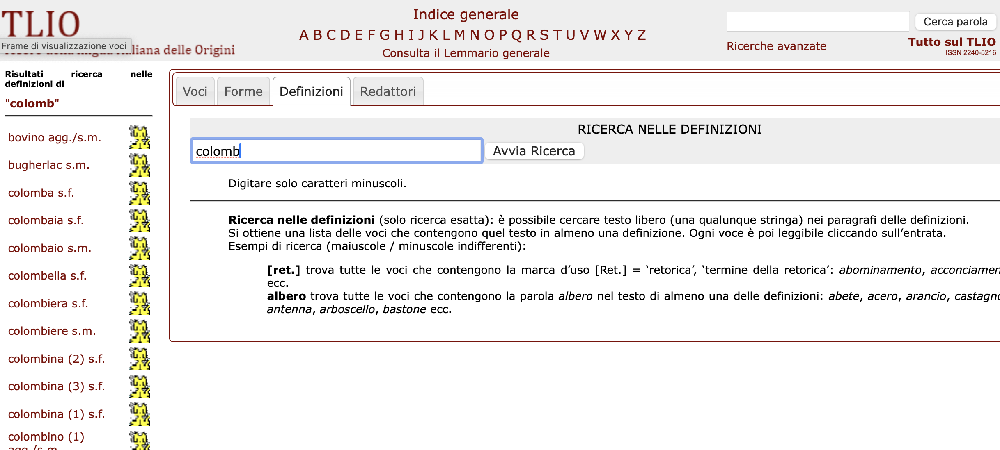 TLIO
Frame di visualizzazione voci
liana delle Origini
Indice generale
A B C D E F G H I J K L M N O P Q R S T U V W X Y Z
Consulta il Lemmario generale
Cerca parola
Ricerche avanzate
Tutto sul TLIO
ISSN 2240-5216
Risultati ricerca nelle
definizioni di
"colomb"
bovino agg./s.m.
bugherlac s.m.
colomba s.f.
colombaia s.f.
colombaio s.m.
colombella s.f.
colombiera s.f.
colombiere s.m.
colombina (2) s.f.
colombina (3) s.f.
colombina (1) s.f.
colombino (1)
agg./s.m.
Voci
Forme
Definizioni
Redattori
RICERCA NELLE DEFINIZIONI
colomb
Avvia Ricerca
Digitare solo caratteri minuscoli.
Ricerca nelle definizioni (solo ricerca esatta): è possibile cercare testo libero (una qualunque stringa) nei paragrafi delle definizioni.
Si ottiene una lista delle voci che contengono quel testo in almeno una definizione. Ogni voce è poi leggibile cliccando sull’entrata.
Esempi di ricerca (maiuscole / minuscole indifferenti):
[ret.] trova tutte le voci che contengono la marca d’uso [Ret.] = ‘retorica’, ‘termine della retorica’: abominamento, acconciamen
ecc.
albero trova tutte le voci che contengono la parola albero nel testo di almeno una delle definizioni: abete, acero, arancio, castagno
antenna, arboscello, bastone ecc.